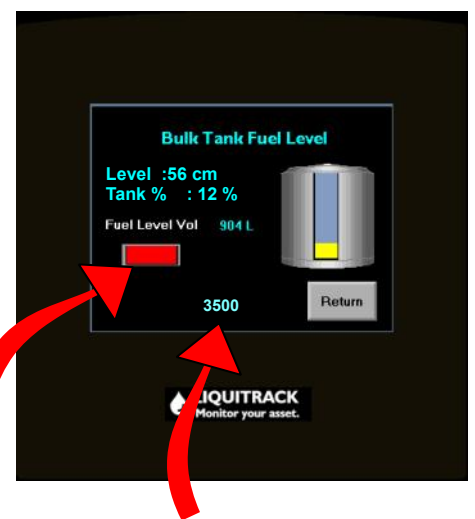 Bulk Tank Fuel Level
Level :56 cm
Tank % : 12 %
Fuel Level Vol 904 L
3500
Return
LIQUITRACK
Monitor your asset.